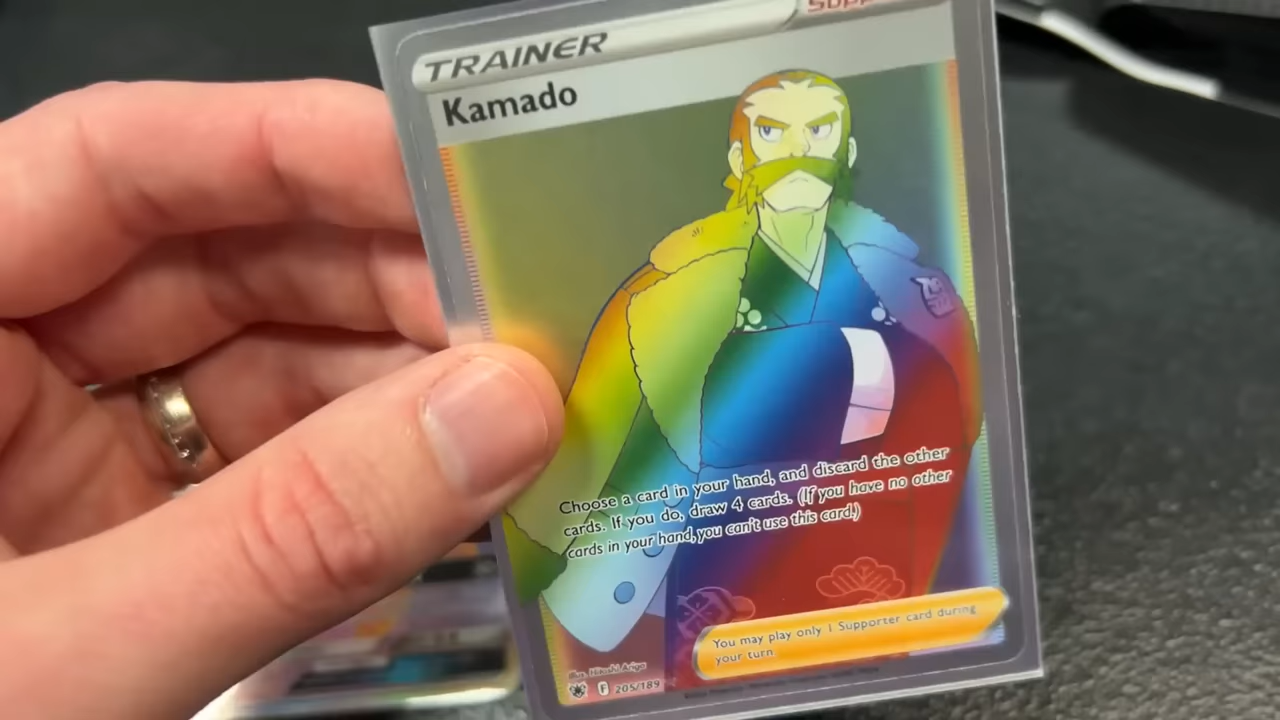 TRAINER
Kamado
Choose a card in your hand, and discard the other
cards. If you do, draw 4 cards. (If you have no other
cards in your hand, you can't use this card.)
You may play only 1 Supporter card during
your turn.
Illus. Hitoshi Ariga
F 205/189